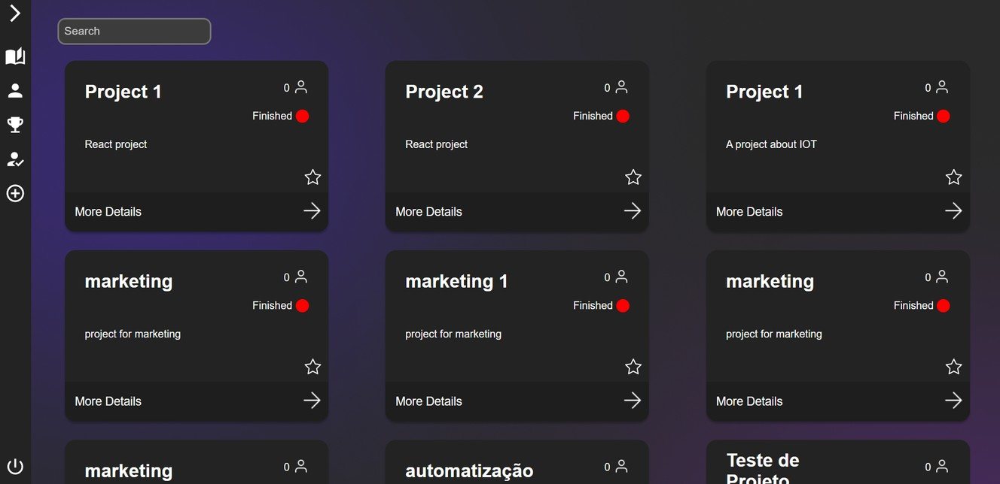 Search
Project 1
0
Finished
React project
More Details
Project 2
0
Finished
React project
More Details
Project 1
0
Finished
A project about IOT
More Details
marketing
0
Finished
project for marketing
More Details
marketing 1
0
Finished
project for marketing
More Details
marketing
0
Finished
project for marketing
More Details
marketing
0
automatização
0
Teste de
Projeto
0